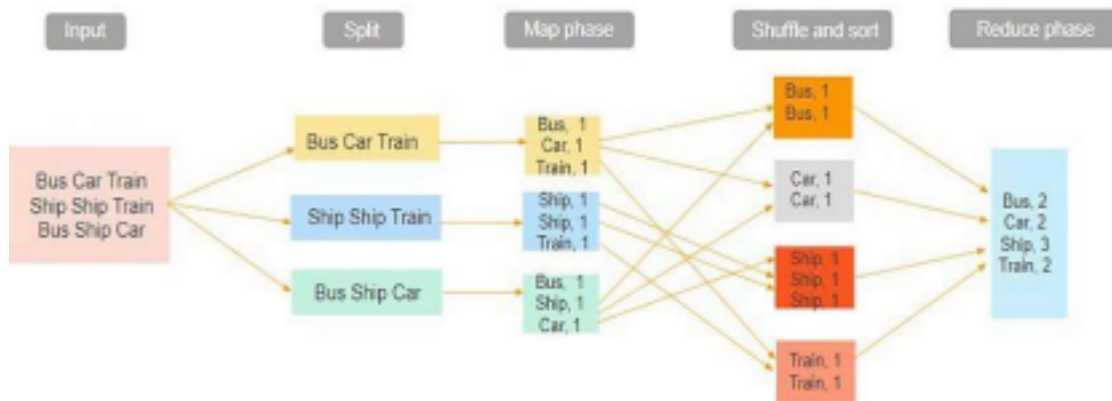 Input
Split
Map phase
Shuffle and sort
Reduce phase
Bus Car Train
Ship Ship Train
Bus Ship Car
Bus Car Train
Ship Ship Train
Bus Ship Car
Bus, 1
Car, 1
Train, 1
Ship, 1
Ship, 1
Train, 1
Bus, 1
Ship, 1
Car, 1
Bus, 1
Bus, 1
Car, 1
Car, 1
Ship, 1
Ship, 1
Ship, 1
Train, 1
Train, 1
Bus, 2
Car, 2
Ship, 3
Train, 2